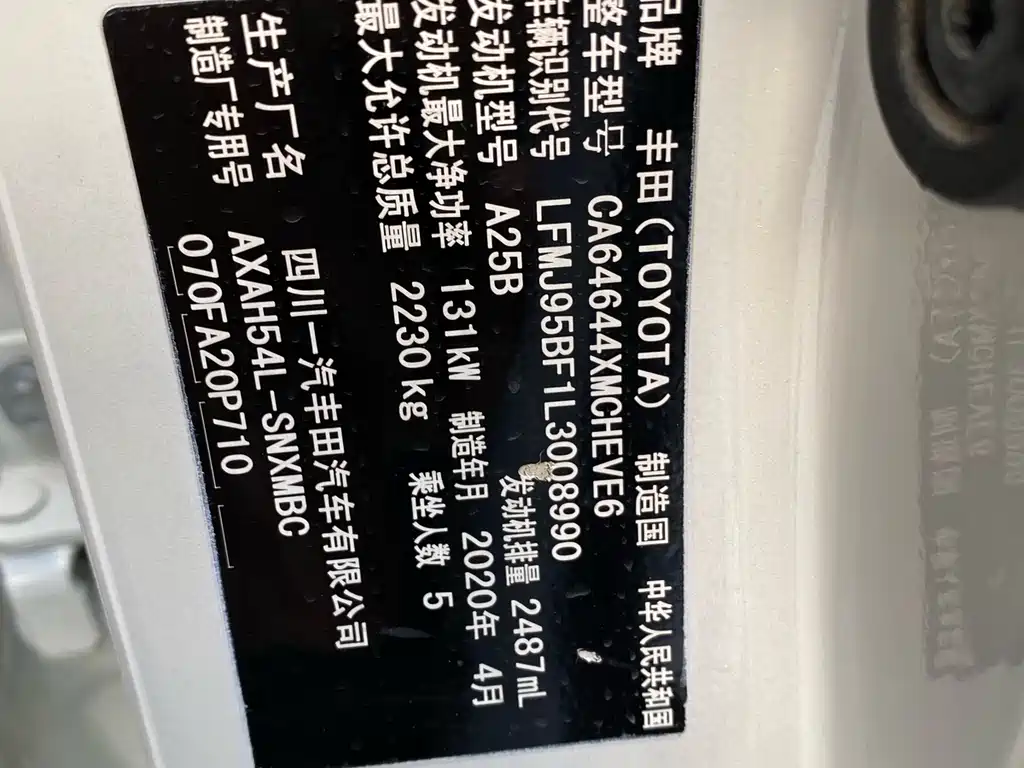 品牌 丰田(TOYOTA) 制造国 中华人民共和国
整车型号 CA64644XMCHEVE6
车辆识别代号 LFMJ95BF1L3008990
发动机型号 A25B 发动机排量 2487mL
发动机最大净功率 131kW 制造年月 2020年 4月
最大允许总质量 2230kg 乘坐人数 5
生产厂名 四川一汽丰田汽车有限公司
制造厂专用号 AXAH54L-SNXMBC
070FA20P710